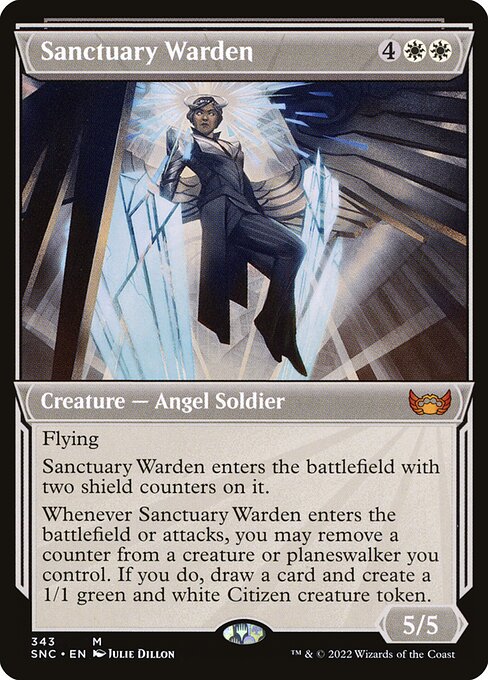 Sanctuary Warden 4
Creature — Angel Soldier
Flying
Sanctuary Warden enters the battlefield with
two shield counters on it.
Whenever Sanctuary Warden enters the
battlefield or attacks, you may remove a
counter from a creature or planeswalker you
control. If you do, draw a card and create a
1/1 green and white Citizen creature token.
5/5
343 M
SNC • EN JULIE DILLON ™ & © 2022 Wizards of the Coast